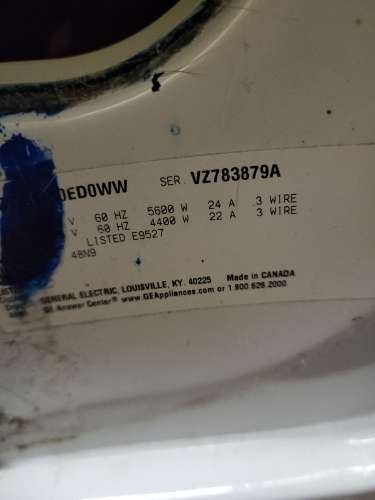 0ED0WW SER. VZ783879A
V 60 HZ 5600 W 24 A 3 WIRE
V 60 HZ 4400 W 22 A 3 WIRE
LISTED E9527
48N9
GENERAL ELECTRIC, LOUISVILLE, KY. 40225 Made in CANADA
GE Answer Center® www.GEAppliances.com or 1.800.626.2000